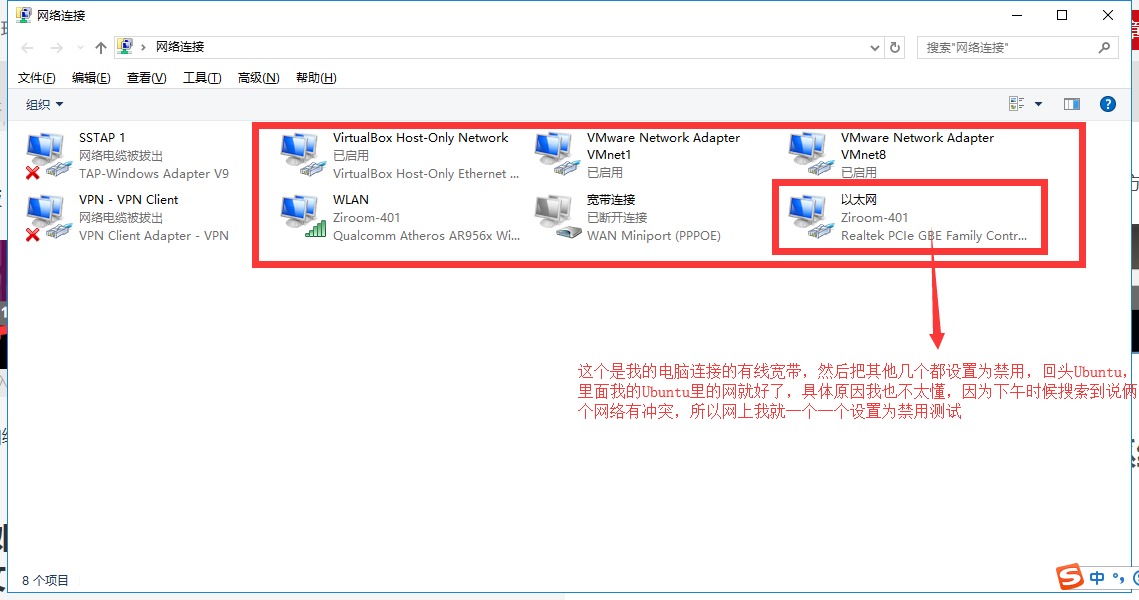 网络连接
网络连接
搜索"网络连接"
文件(F) 编辑(E) 查看(V) 工具(T) 高级(N) 帮助(H)
组织
SSTAP 1
网络电缆被拔出
TAP-Windows Adapter V9
VirtualBox Host-Only Network
已启用
VirtualBox Host-Only Ethernet ...
VMware Network Adapter
VMnet1
已启用
VMware Network Adapter
VMnet8
已启用
VPN - VPN Client
网络电缆被拔出
VPN Client Adapter - VPN
WLAN
Ziroom-401
Qualcomm Atheros AR956x Wi...
宽带连接
已断开连接
WAN Miniport (PPPOE)
以太网
Ziroom-401
Realtek PCIe GBE Family Contr...
这个是我的电脑连接的有线宽带，然后把其他几个都设置为禁用，回头Ubuntu，
里面我的Ubuntu里的网就好了，具体原因我也不太懂，因为下午时候搜索到说俩
个网络有冲突，所以网上我就一个一个设置为禁用测试
8 个项目
中